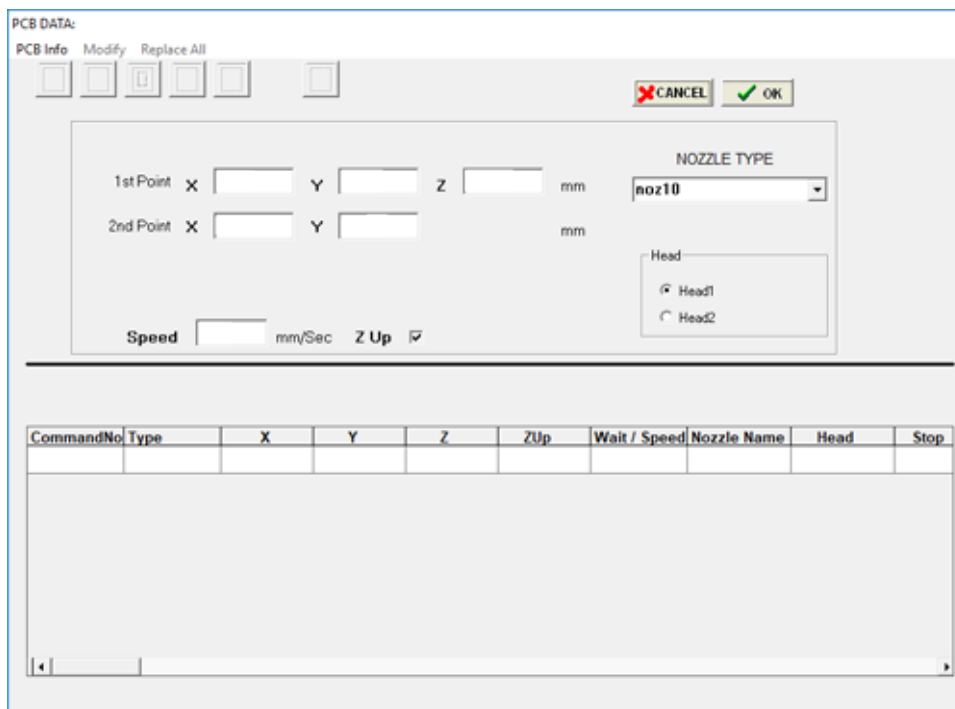 PCB DATA:
PCB Info Modify Replace All
CANCEL OK
NOZZLE TYPE
1st Point X Y Z mm
noz10
2nd Point X Y mm
Head
Head1
Head2
Speed mm/Sec Z Up
CommandNo Type X Y Z ZUp Wait / Speed Nozzle Name Head Stop